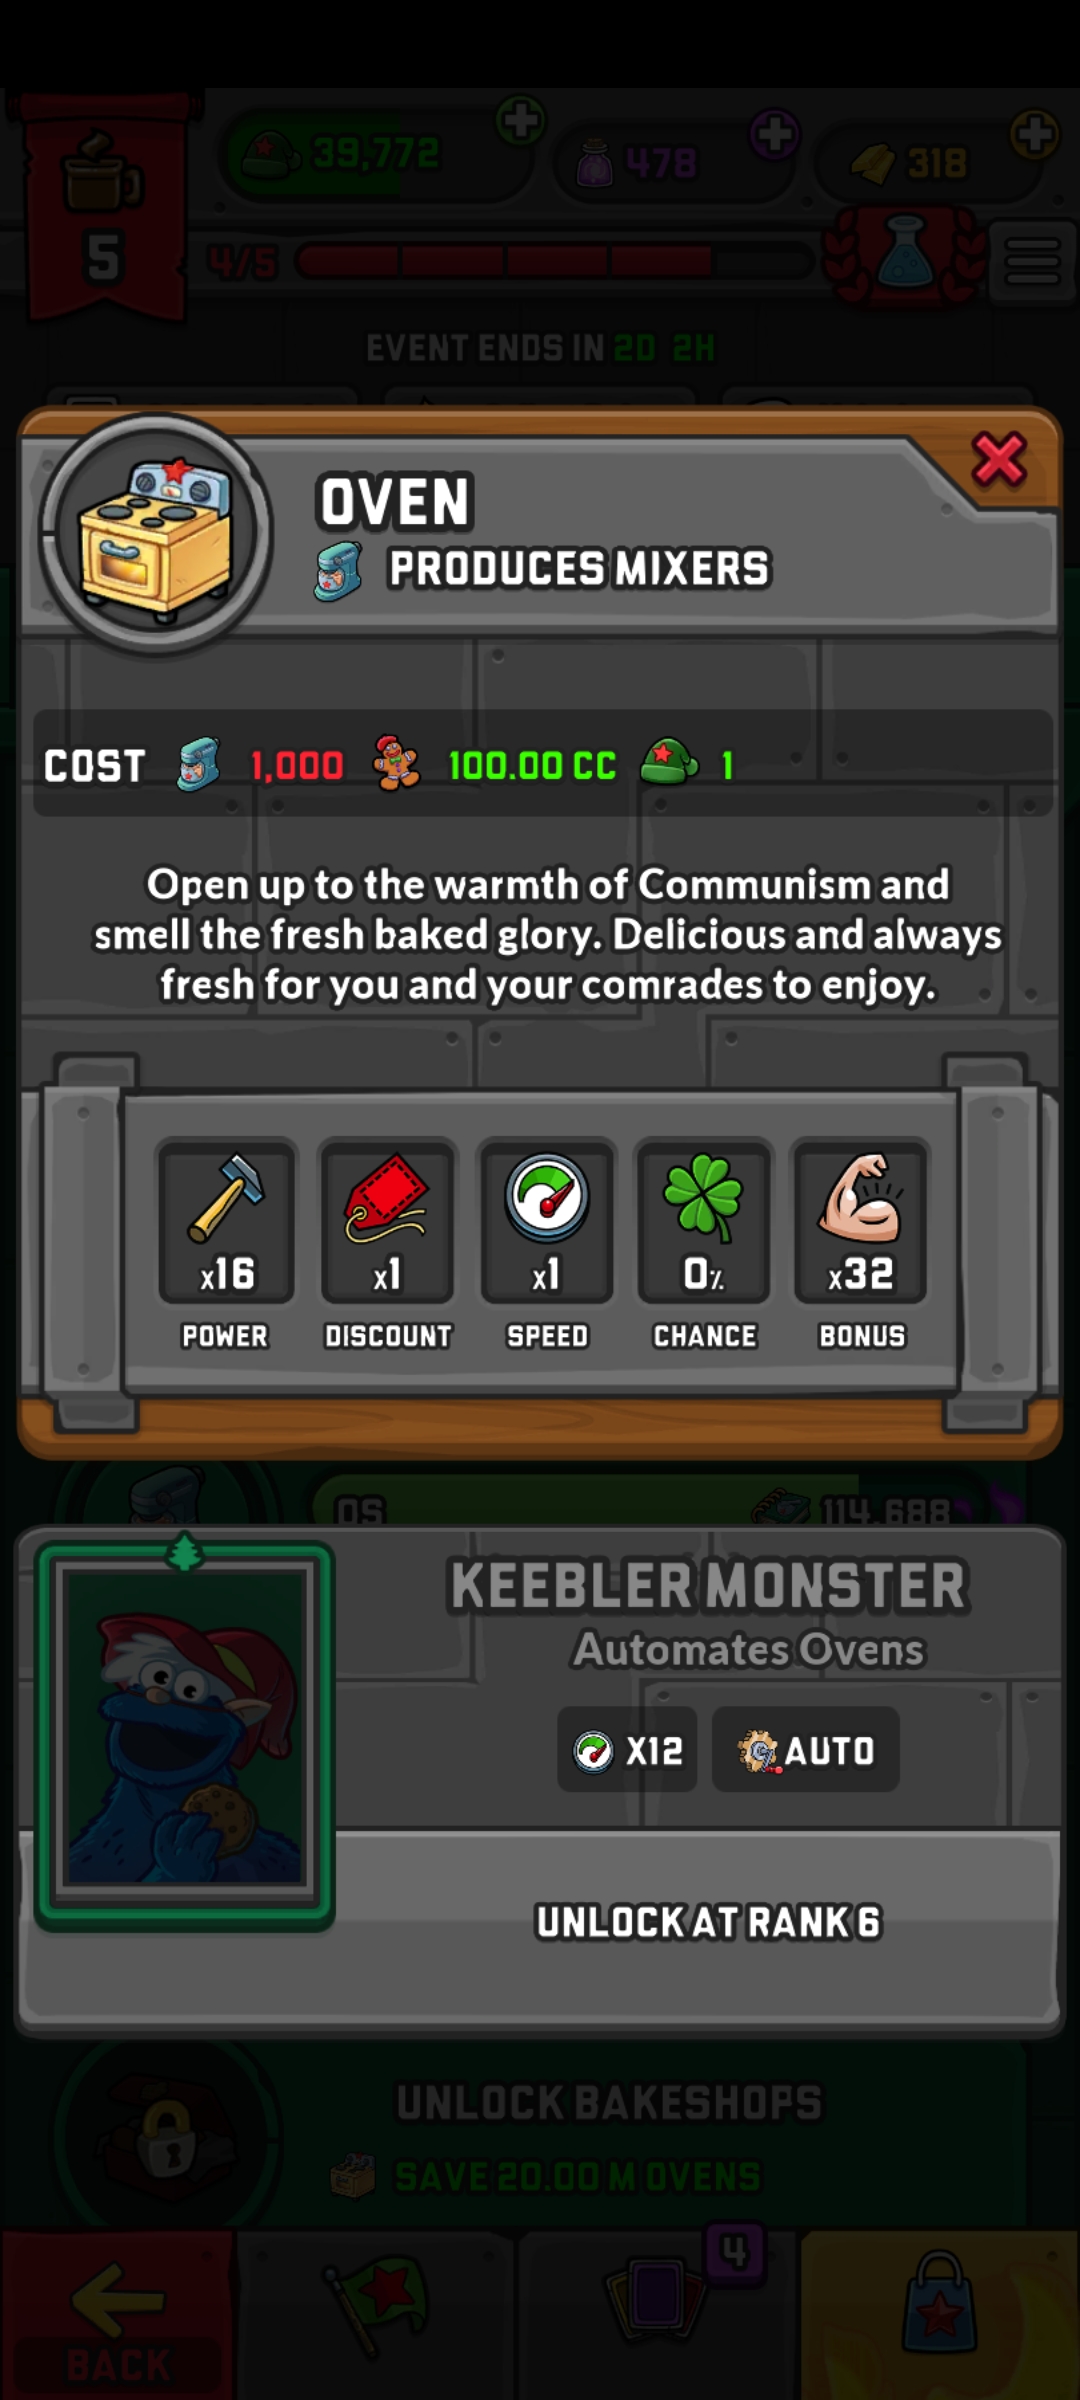 39,772
478
318
5
4/5
EVENT ENDS IN 2D 2H
OVEN
PRODUCES MIXERS
COST 1,000 100.00 CC 1
Open up to the warmth of Communism and
smell the fresh baked glory. Delicious and always
fresh for you and your comrades to enjoy.
x16 x1 x1 0% x32
POWER DISCOUNT SPEED CHANCE BONUS
0S 114,688
KEEBLER MONSTER
Automates Ovens
X12 AUTO
UNLOCK AT RANK 6
UNLOCK BAKESHOPS
SAVE 20.00 M OVENS
4
BACK